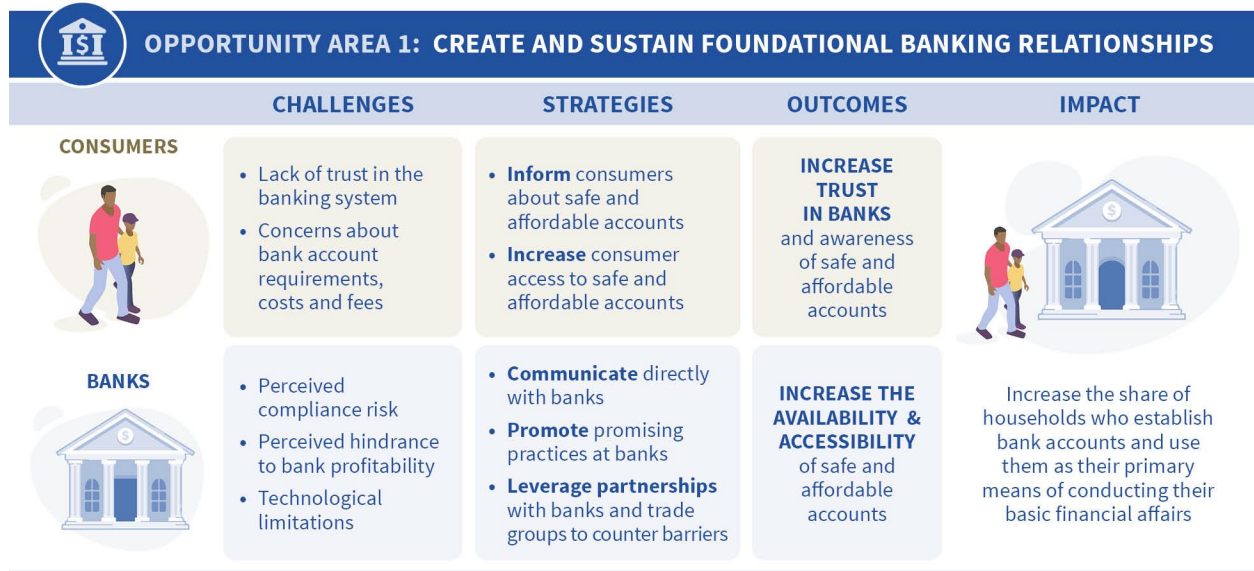 OPPORTUNITY AREA 1: CREATE AND SUSTAIN FOUNDATIONAL BANKING RELATIONSHIPS
CHALLENGES
STRATEGIES
OUTCOMES
IMPACT
CONSUMERS
• Lack of trust in the
banking system
• Concerns about
bank account
requirements,
costs and fees
• Inform consumers
about safe and
affordable accounts
• Increase consumer
access to safe and
affordable accounts
INCREASE
TRUST
IN BANKS
and awareness
of safe and
affordable
accounts
BANKS
• Perceived
compliance risk
• Perceived hindrance
to bank profitability
• Technological
limitations
• Communicate directly
with banks
• Promote promising
practices at banks
• Leverage partnerships
with banks and trade
groups to counter barriers
INCREASE THE
AVAILABILITY &
ACCESSIBILITY
of safe and
affordable
accounts
Increase the share of
households who establish
bank accounts and use
them as their primary
means of conducting their
basic financial affairs